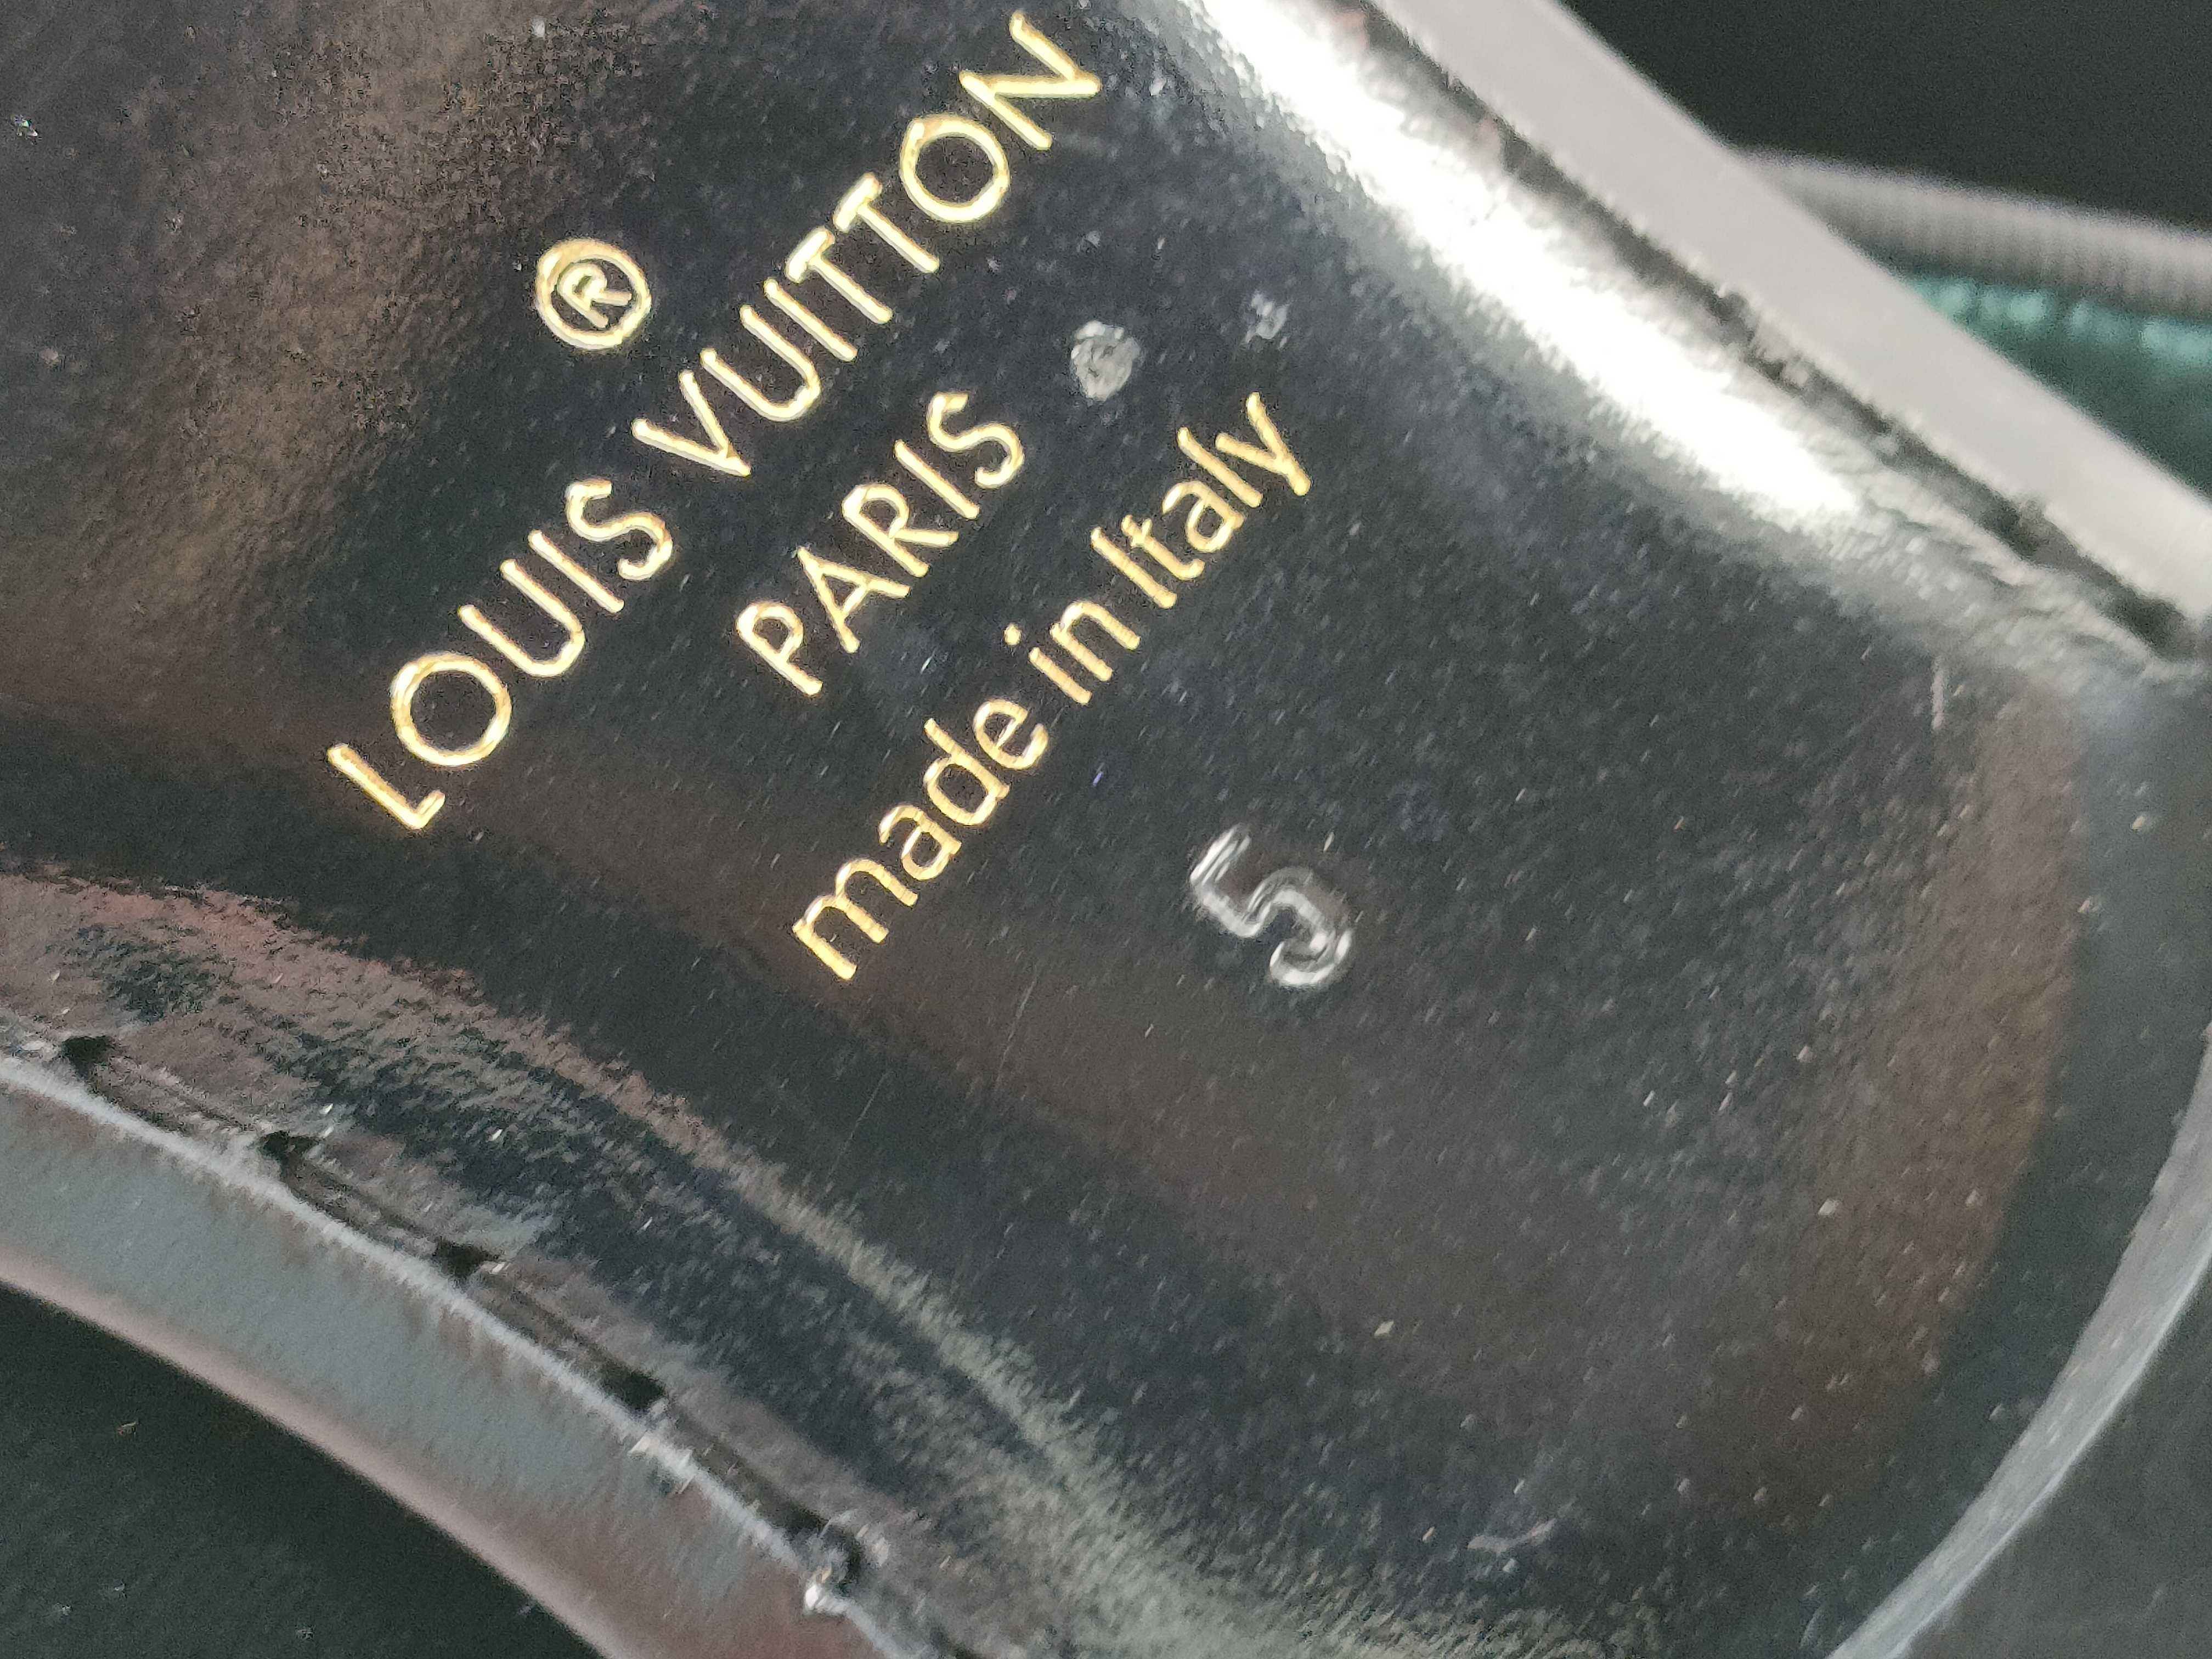 ®
LOUIS VUITTON
PARIS
made in Italy
5